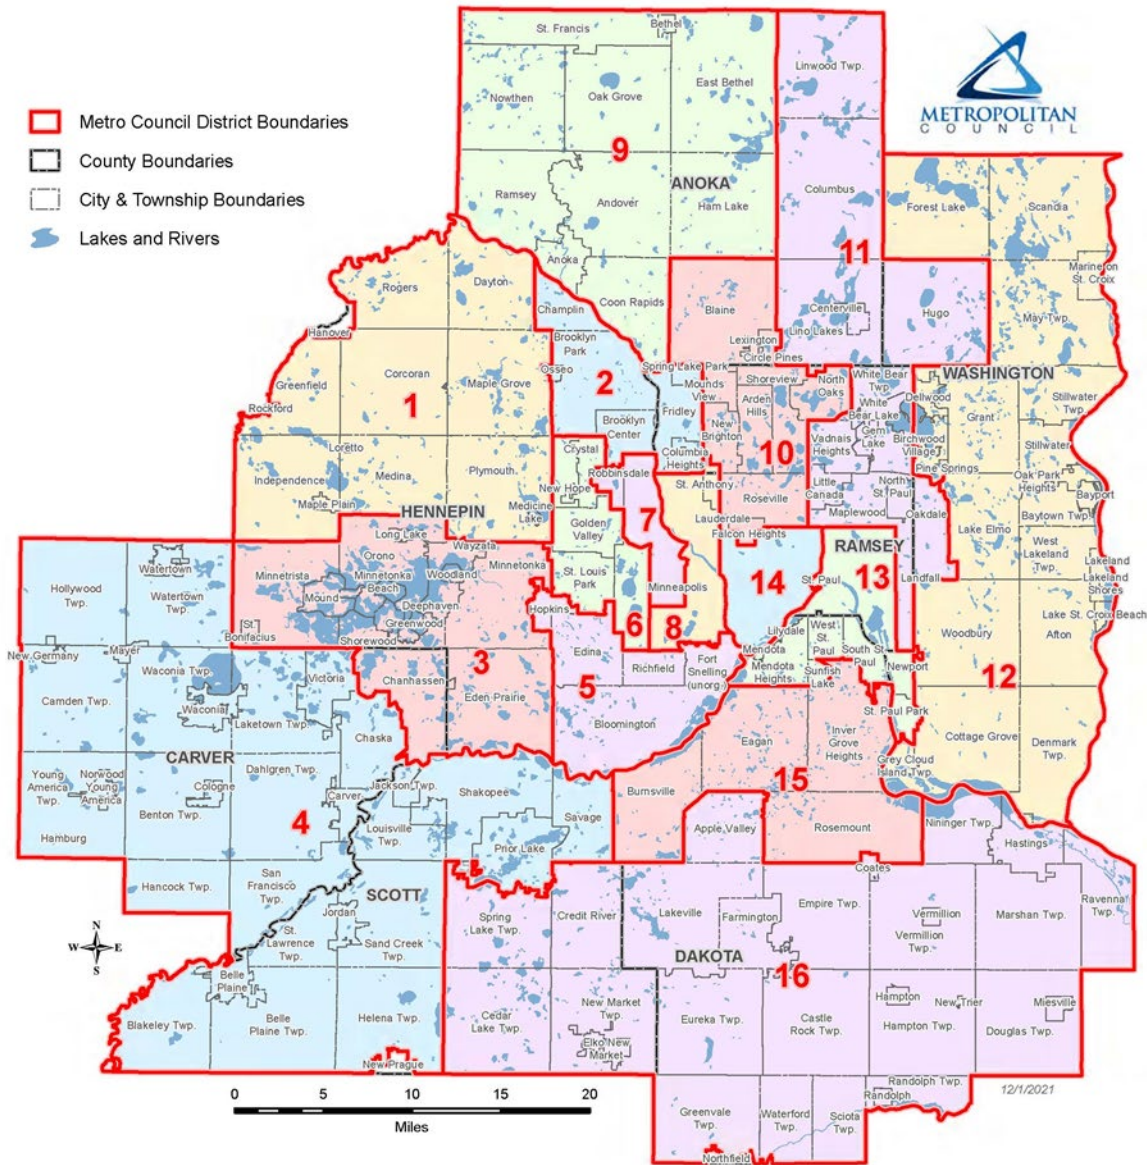 METROPOLITAN
COUNCIL
Metro Council District Boundaries
County Boundaries
City & Township Boundaries
Lakes and Rivers
St. Francis
Bethel
Linwood Twp.
Nowthen
Oak Grove
East Bethel
9
ANOKA
Ramsey
Andover
Ham Lake
Columbus
Forest Lake
Scandia
11
Anoka
Coon Rapids
Marine on
St. Croix
Rogers
Dayton
Champlin
Blaine
Centerville
Lino Lakes
Hugo
May Twp.
Hanover
Brooklyn
Park
Lexington
Circle Pines
Corcoran
Osseo
2
Spring Lake Park
Mounds
View
Shoreview
North
Oaks
White Bear
Twp
WASHINGTON
Greenfield
Maple Grove
1
Rockford
Brooklyn
Center
Fridley
Arden
Hills
White
Bear Lake
Gem
Lake
Dellwood
Grant
Stillwater
Twp.
New
Brighton
10
Vadnais
Heights
Birchwood
Village
Stillwater
Loretto
Crystal
Columbia
Heights
Pine Springs
Independence
Medina
Plymouth
Robbinsdale
St. Anthony
Little
Canada
North
St. Paul
Oak Park
Heights
Maple Plain
New Hope
Roseville
Maplewood
Bayport
HENNEPIN
Medicine
Lake
7
Lauderdale
Oakdale
Lake Elmo
Baytown Twp.
Long Lake
Golden
Valley
Falcon Heights
RAMSEY
West
Lakeland
Twp.
Watertown
Orono
Wayzata
Minnetonka
Hollywood
Twp.
Watertown
Twp.
Minnetrista
Minnetonka
Beach
Woodland
St. Louis
Park
Minneapolis
14
St. Paul
13
Landfall
Lakeland
Lakeland
Shores
Mound
Deephaven
Hopkins
Lake St. Croix Beach
St.
Bonifacius
Greenwood
6
8
Lilydale
West
St.
Paul
Woodbury
Afton
Shorewood
New Germany
Mayer
Edina
Richfield
Fort
Snelling
(unorg.)
Mendota
Mendota
Heights
South St.
Paul
Newport
Waconia Twp.
Victoria
Chanhassen
3
Sunfish
Lake
12
Camden Twp.
Waconia
Laketown Twp.
Eden Prairie
5
Bloomington
St. Paul Park
Chaska
Eagan
Inver
Grove
Heights
Cottage Grove
Denmark
Twp.
CARVER
Dahlgren Twp.
Grey Cloud
Island Twp.
Young
America
Twp.
Norwood
Young
America
Cologne
Jackson Twp.
Shakopee
Burnsville
15
Benton Twp.
4
Carver
Louisville
Twp.
Savage
Rosemount
Nininger Twp.
Hamburg
Prior Lake
Apple Valley
Hastings
Hancock Twp.
San
Francisco
Twp.
SCOTT
Coates
Jordan
Spring
Lake Twp.
Credit River
Lakeville
Farmington
Empire Twp.
Vermillion
Vermillion
Twp.
Marshan Twp.
Ravenna
Twp.
St.
Lawrence
Twp.
Sand Creek
Twp.
DAKOTA
16
N
W
E
S
Belle
Plaine
Blakeley Twp.
Belle
Plaine Twp.
Helena Twp.
Cedar
Lake Twp.
New Market
Twp.
Elko New
Market
Eureka Twp.
Castle
Rock Twp.
Hampton
Hampton Twp.
New Trier
Miesville
Douglas Twp.
New Prague
0
5
10
15
20
Miles
Greenvale
Twp.
Waterford
Twp.
Sciota
Twp.
Randolph
Randolph Twp.
Northfield
12/1/2021